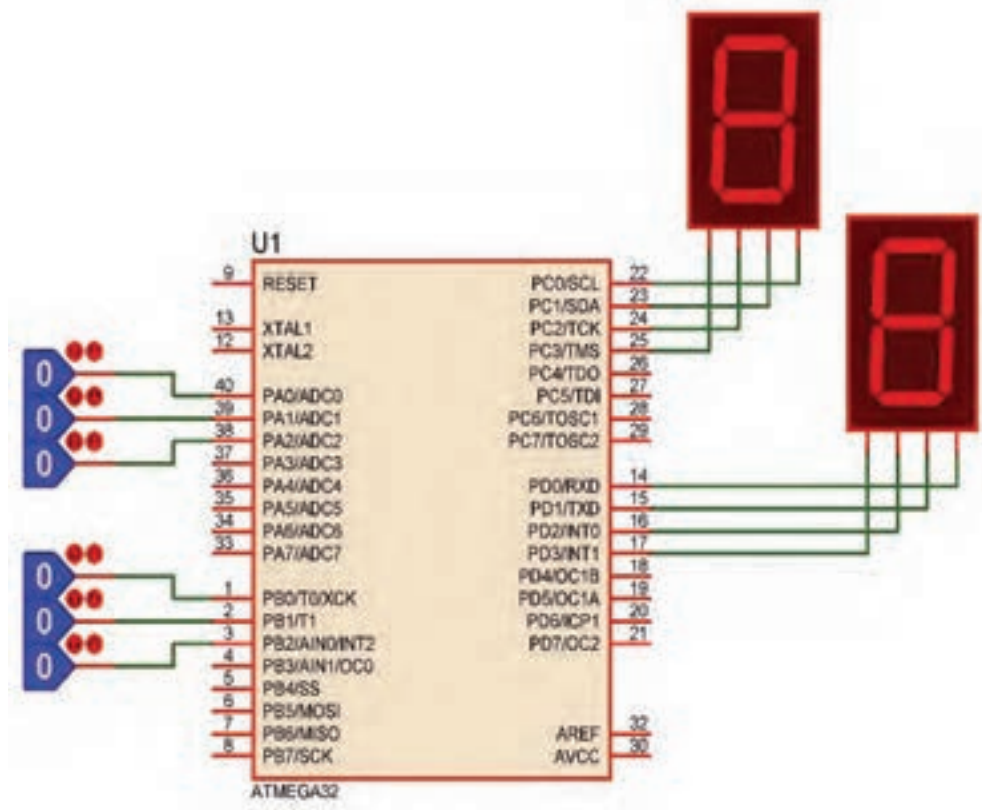 U1
9 RESET
13 XTAL1
12 XTAL2
0
0
0
40 PA0/ADC0
39 PA1/ADC1
38 PA2/ADC2
37 PA3/ADC3
36 PA4/ADC4
35 PA5/ADC5
34 PA6/ADC6
33 PA7/ADC7
0
0
0
1 PB0/T0/XCK
2 PB1/T1
3 PB2/AIN0/INT2
4 PB3/AIN1/OC0
5 PB4/SS
6 PB5/MOSI
7 PB6/MISO
8 PB7/SCK
PC0/SCL 22
PC1/SDA 23
PC2/TCK 24
PC3/TMS 25
PC4/TDO 26
PC5/TDI 27
PC6/TOSC1 28
PC7/TOSC2 29
PD0/RXD 14
PD1/TXD 15
PD2/INT0 16
PD3/INT1 17
PD4/OC1B 18
PD5/OC1A 19
PD6/ICP1 20
PD7/OC2 21
AREF 32
AVCC 30
ATMEGA32
8
8